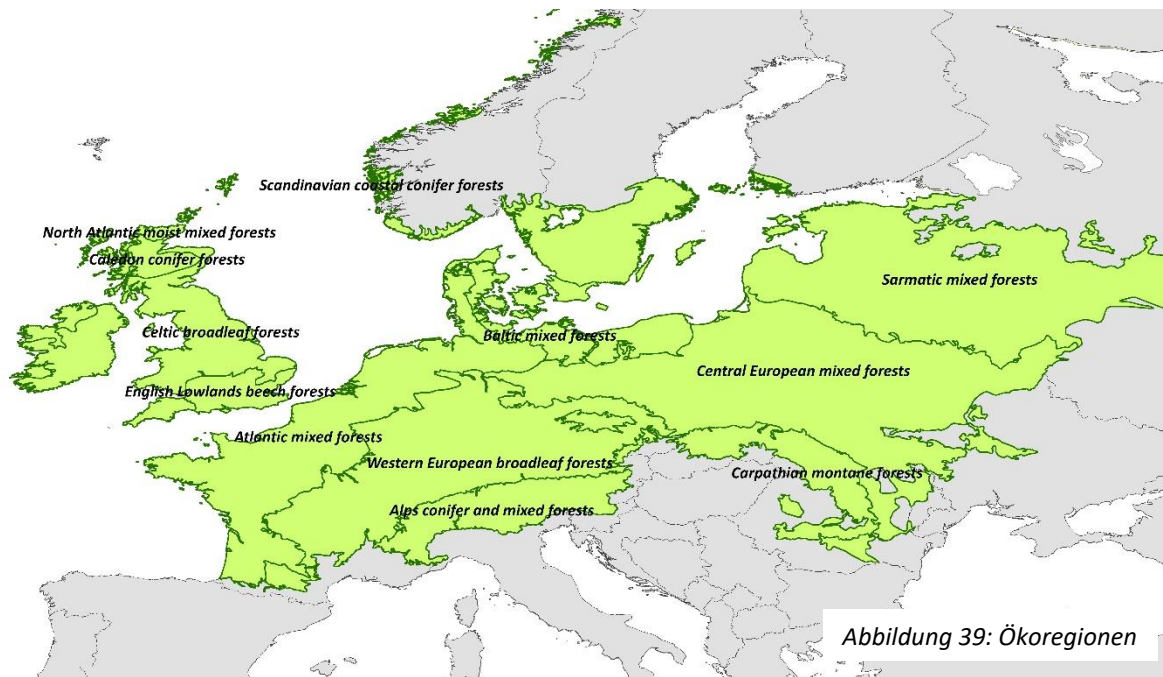 Scandinavian coastal conifer forests
North Atlantic moist mixed forests
Caledon conifer forests
Sarmatic mixed forests
Celtic broadleaf forests
Baltic mixed forests
Central European mixed forests
English Lowlands beech forests
Atlantic mixed forests
Western European broadleaf forests
Carpathian montane forests
Alps conifer and mixed forests
Abbildung 39: Ökoregionen